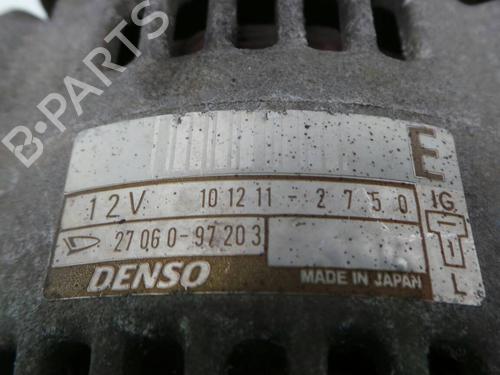 B-PARTS
E
12V 101211-2750 IG
27060-97203
DENSO MADE IN JAPAN L